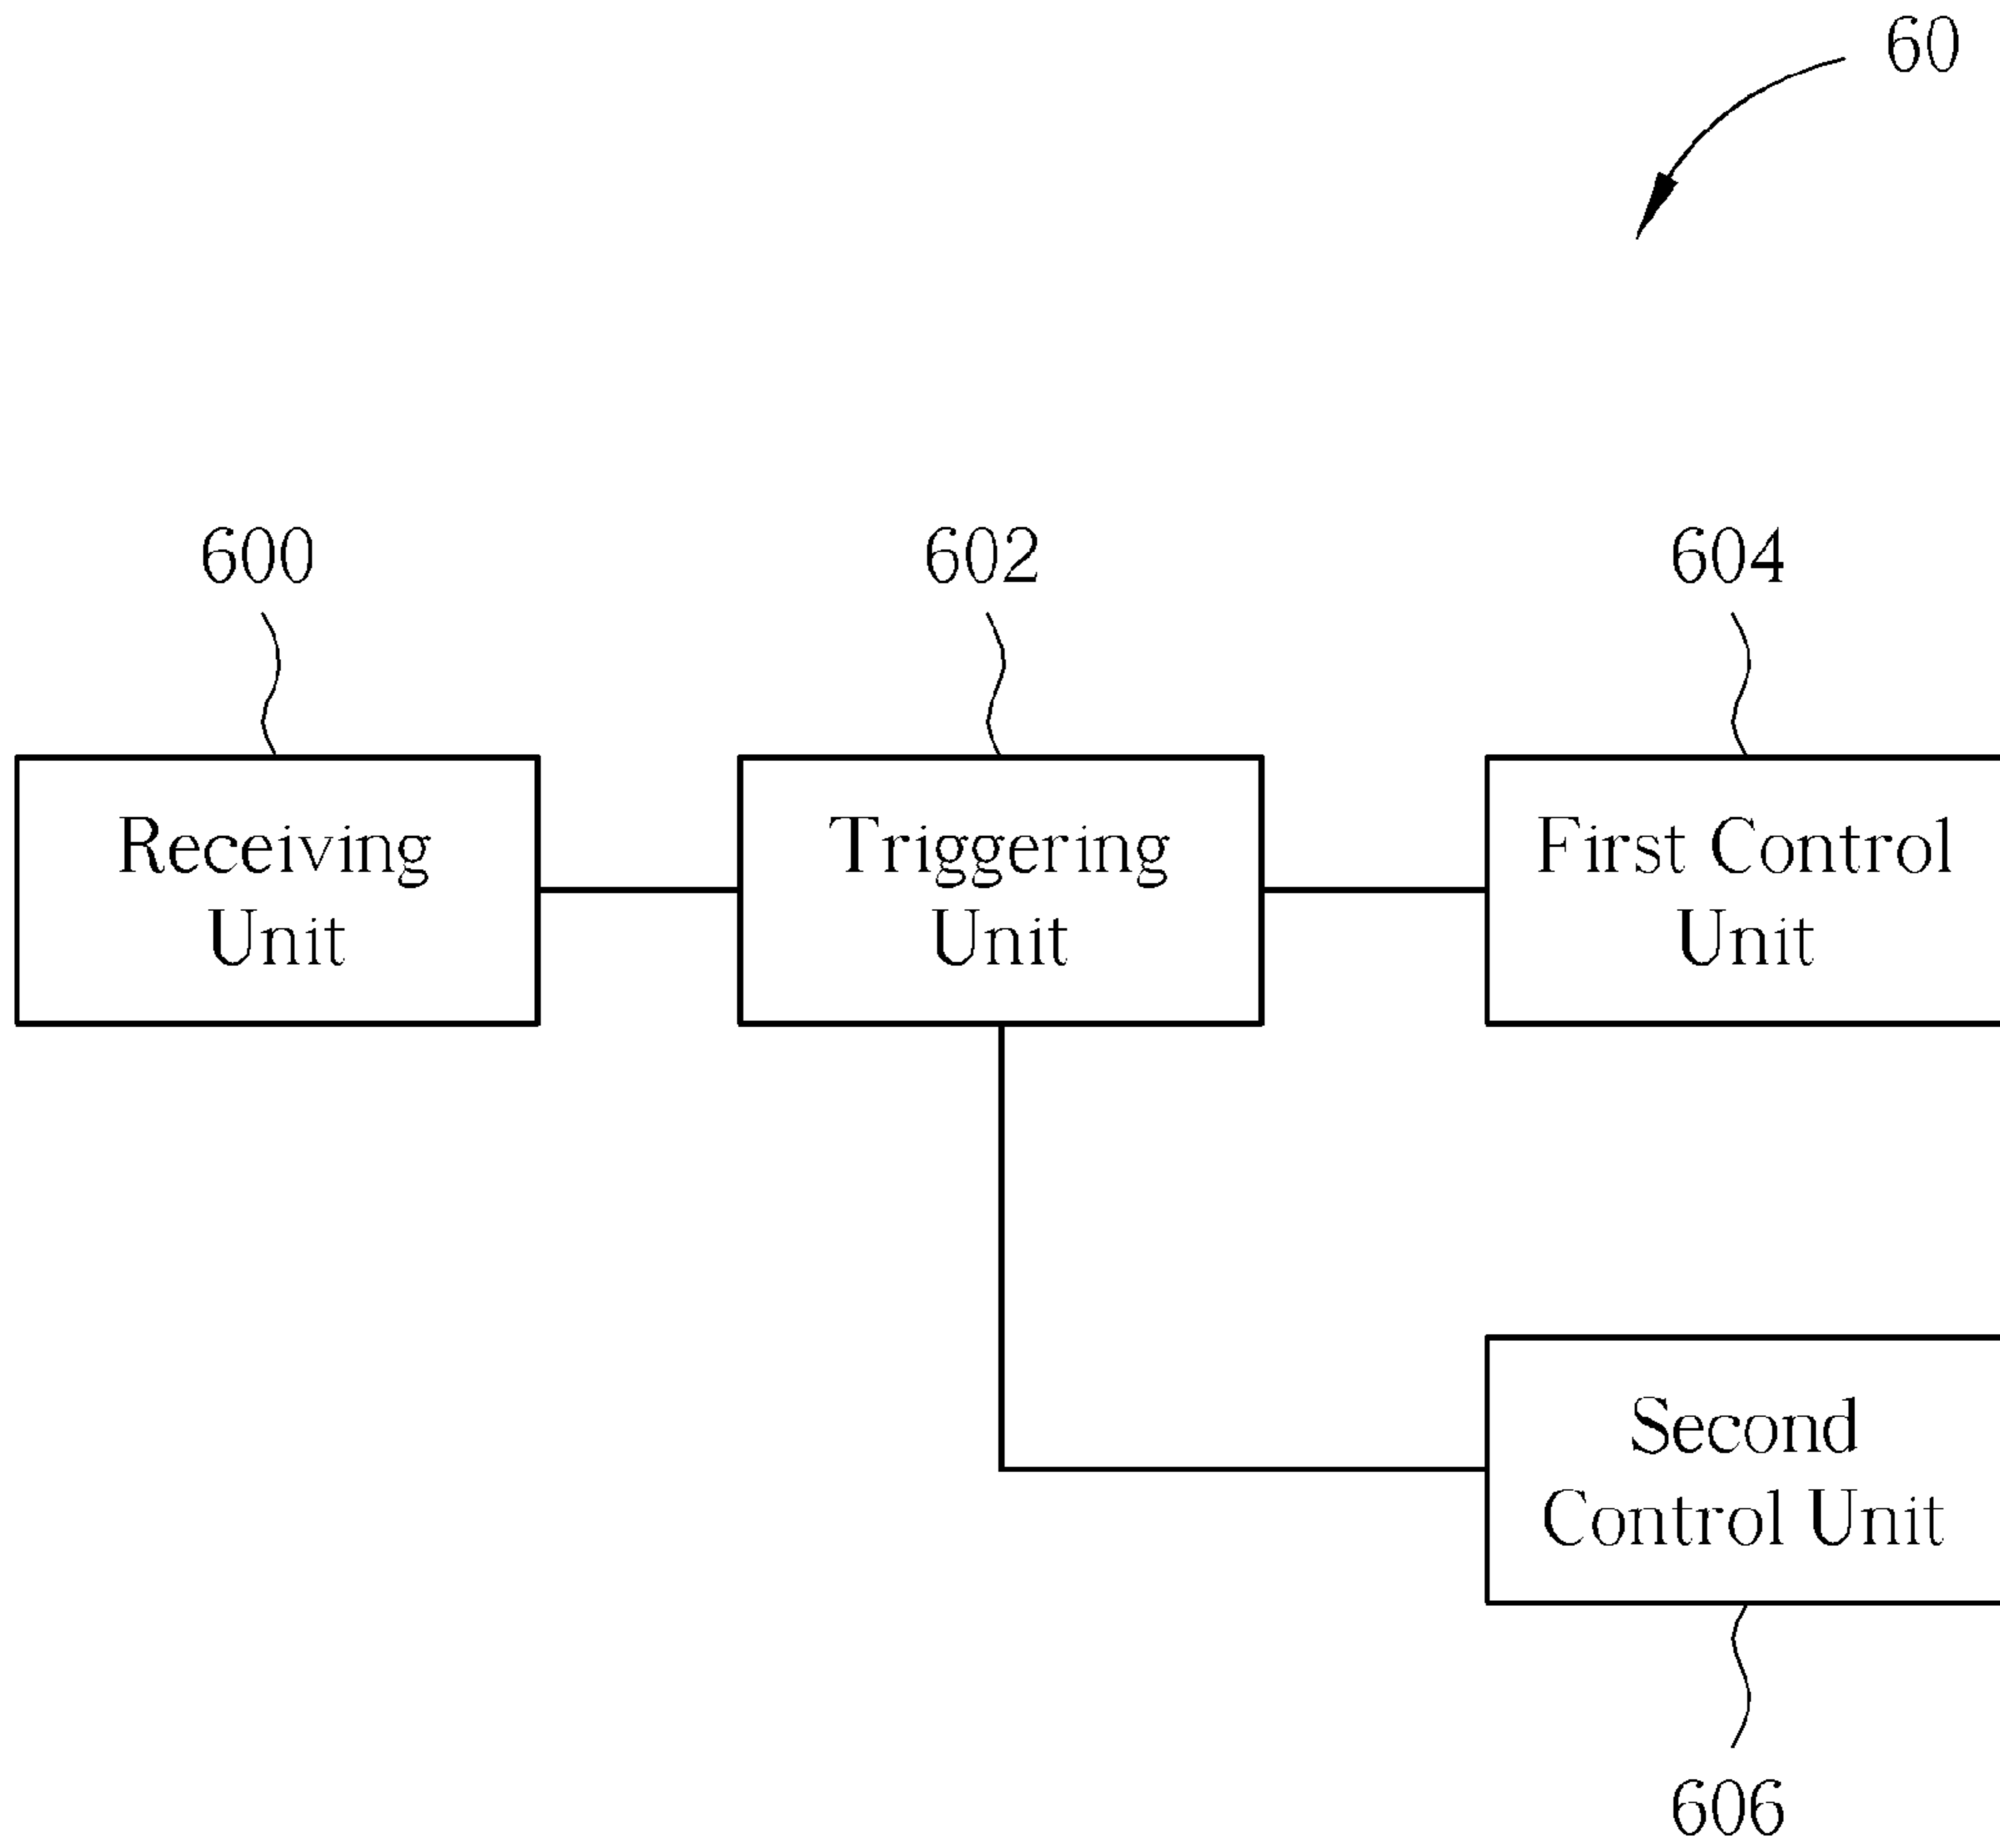 60
600
602
604
Receiving
Unit
Triggering
Unit
First Control
Unit
Second
Control Unit
606